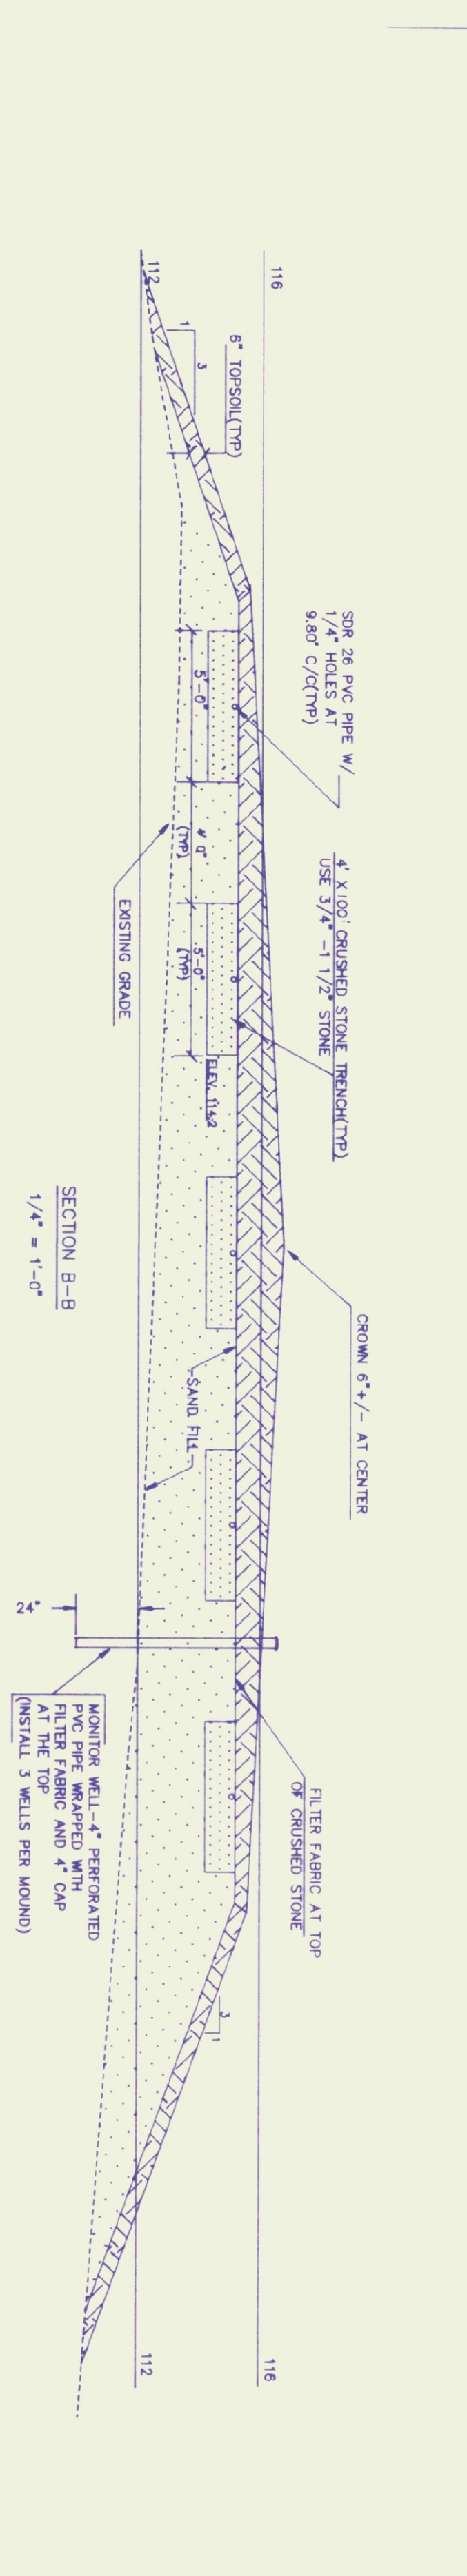 116
112
1
3
6" TOPSOIL(TYP)
SDR 26 PVC PIPE W/
1/4" HOLES AT
9.80" C/C(TYP)
4' X 100' CRUSHED STONE TRENCH(TYP)
USE 3/4" -1 1/2" STONE
CROWN 6"+/- AT CENTER
FILTER FABRIC AT TOP
OF CRUSHED STONE
5'-0"
(TYP)
5'-0"
(TYP)
ELEV. 114.2
EXISTING GRADE
SAND FILL
3
1
116
112
24"
MONITOR WELL-4" PERFORATED
PVC PIPE WRAPPED WITH
FILTER FABRIC AND 4" CAP
AT THE TOP
(INSTALL 3 WELLS PER MOUND)
SECTION B-B
1/4" = 1'-0"